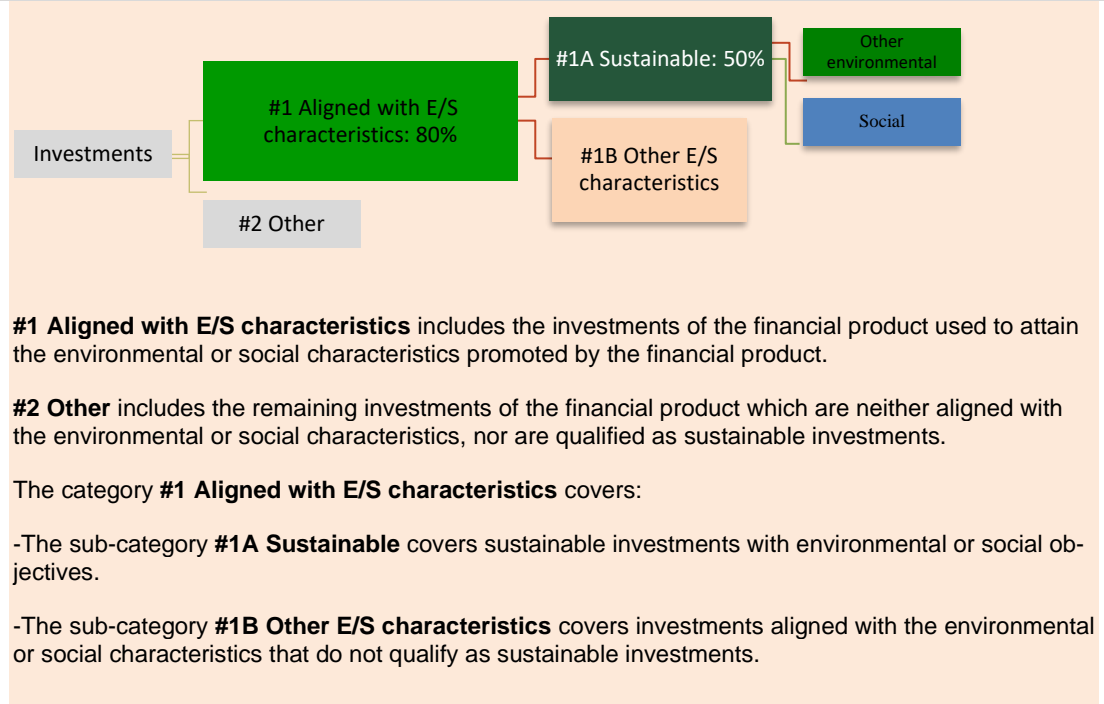 Investments
#1 Aligned with E/S
characteristics: 80%
#2 Other
#1A Sustainable: 50%
#1B Other E/S
characteristics
Other
environmental
Social
#1 Aligned with E/S characteristics includes the investments of the financial product used to attain
the environmental or social characteristics promoted by the financial product.
#2 Other includes the remaining investments of the financial product which are neither aligned with
the environmental or social characteristics, nor are qualified as sustainable investments.
The category #1 Aligned with E/S characteristics covers:
-The sub-category #1A Sustainable covers sustainable investments with environmental or social ob-
jectives.
-The sub-category #1B Other E/S characteristics covers investments aligned with the environmental
or social characteristics that do not qualify as sustainable investments.